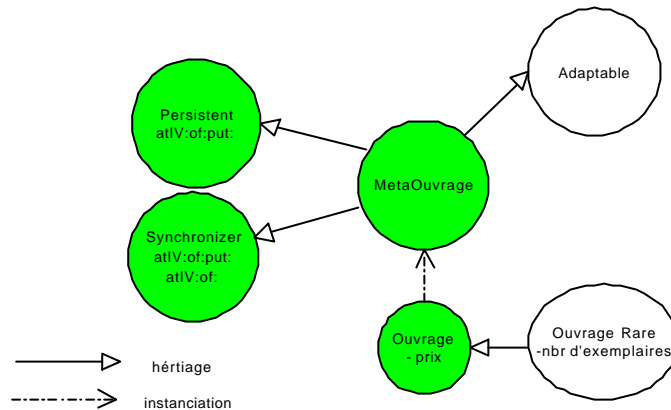 Adaptable
Persistent
atIV:of:put:
MetaOuvrage
Synchronizer
atIV:of:put:
atIV:of:
Ouvrage
- prix
Ouvrage Rare
-nbr d'exemplaires
hértiage
instanciation